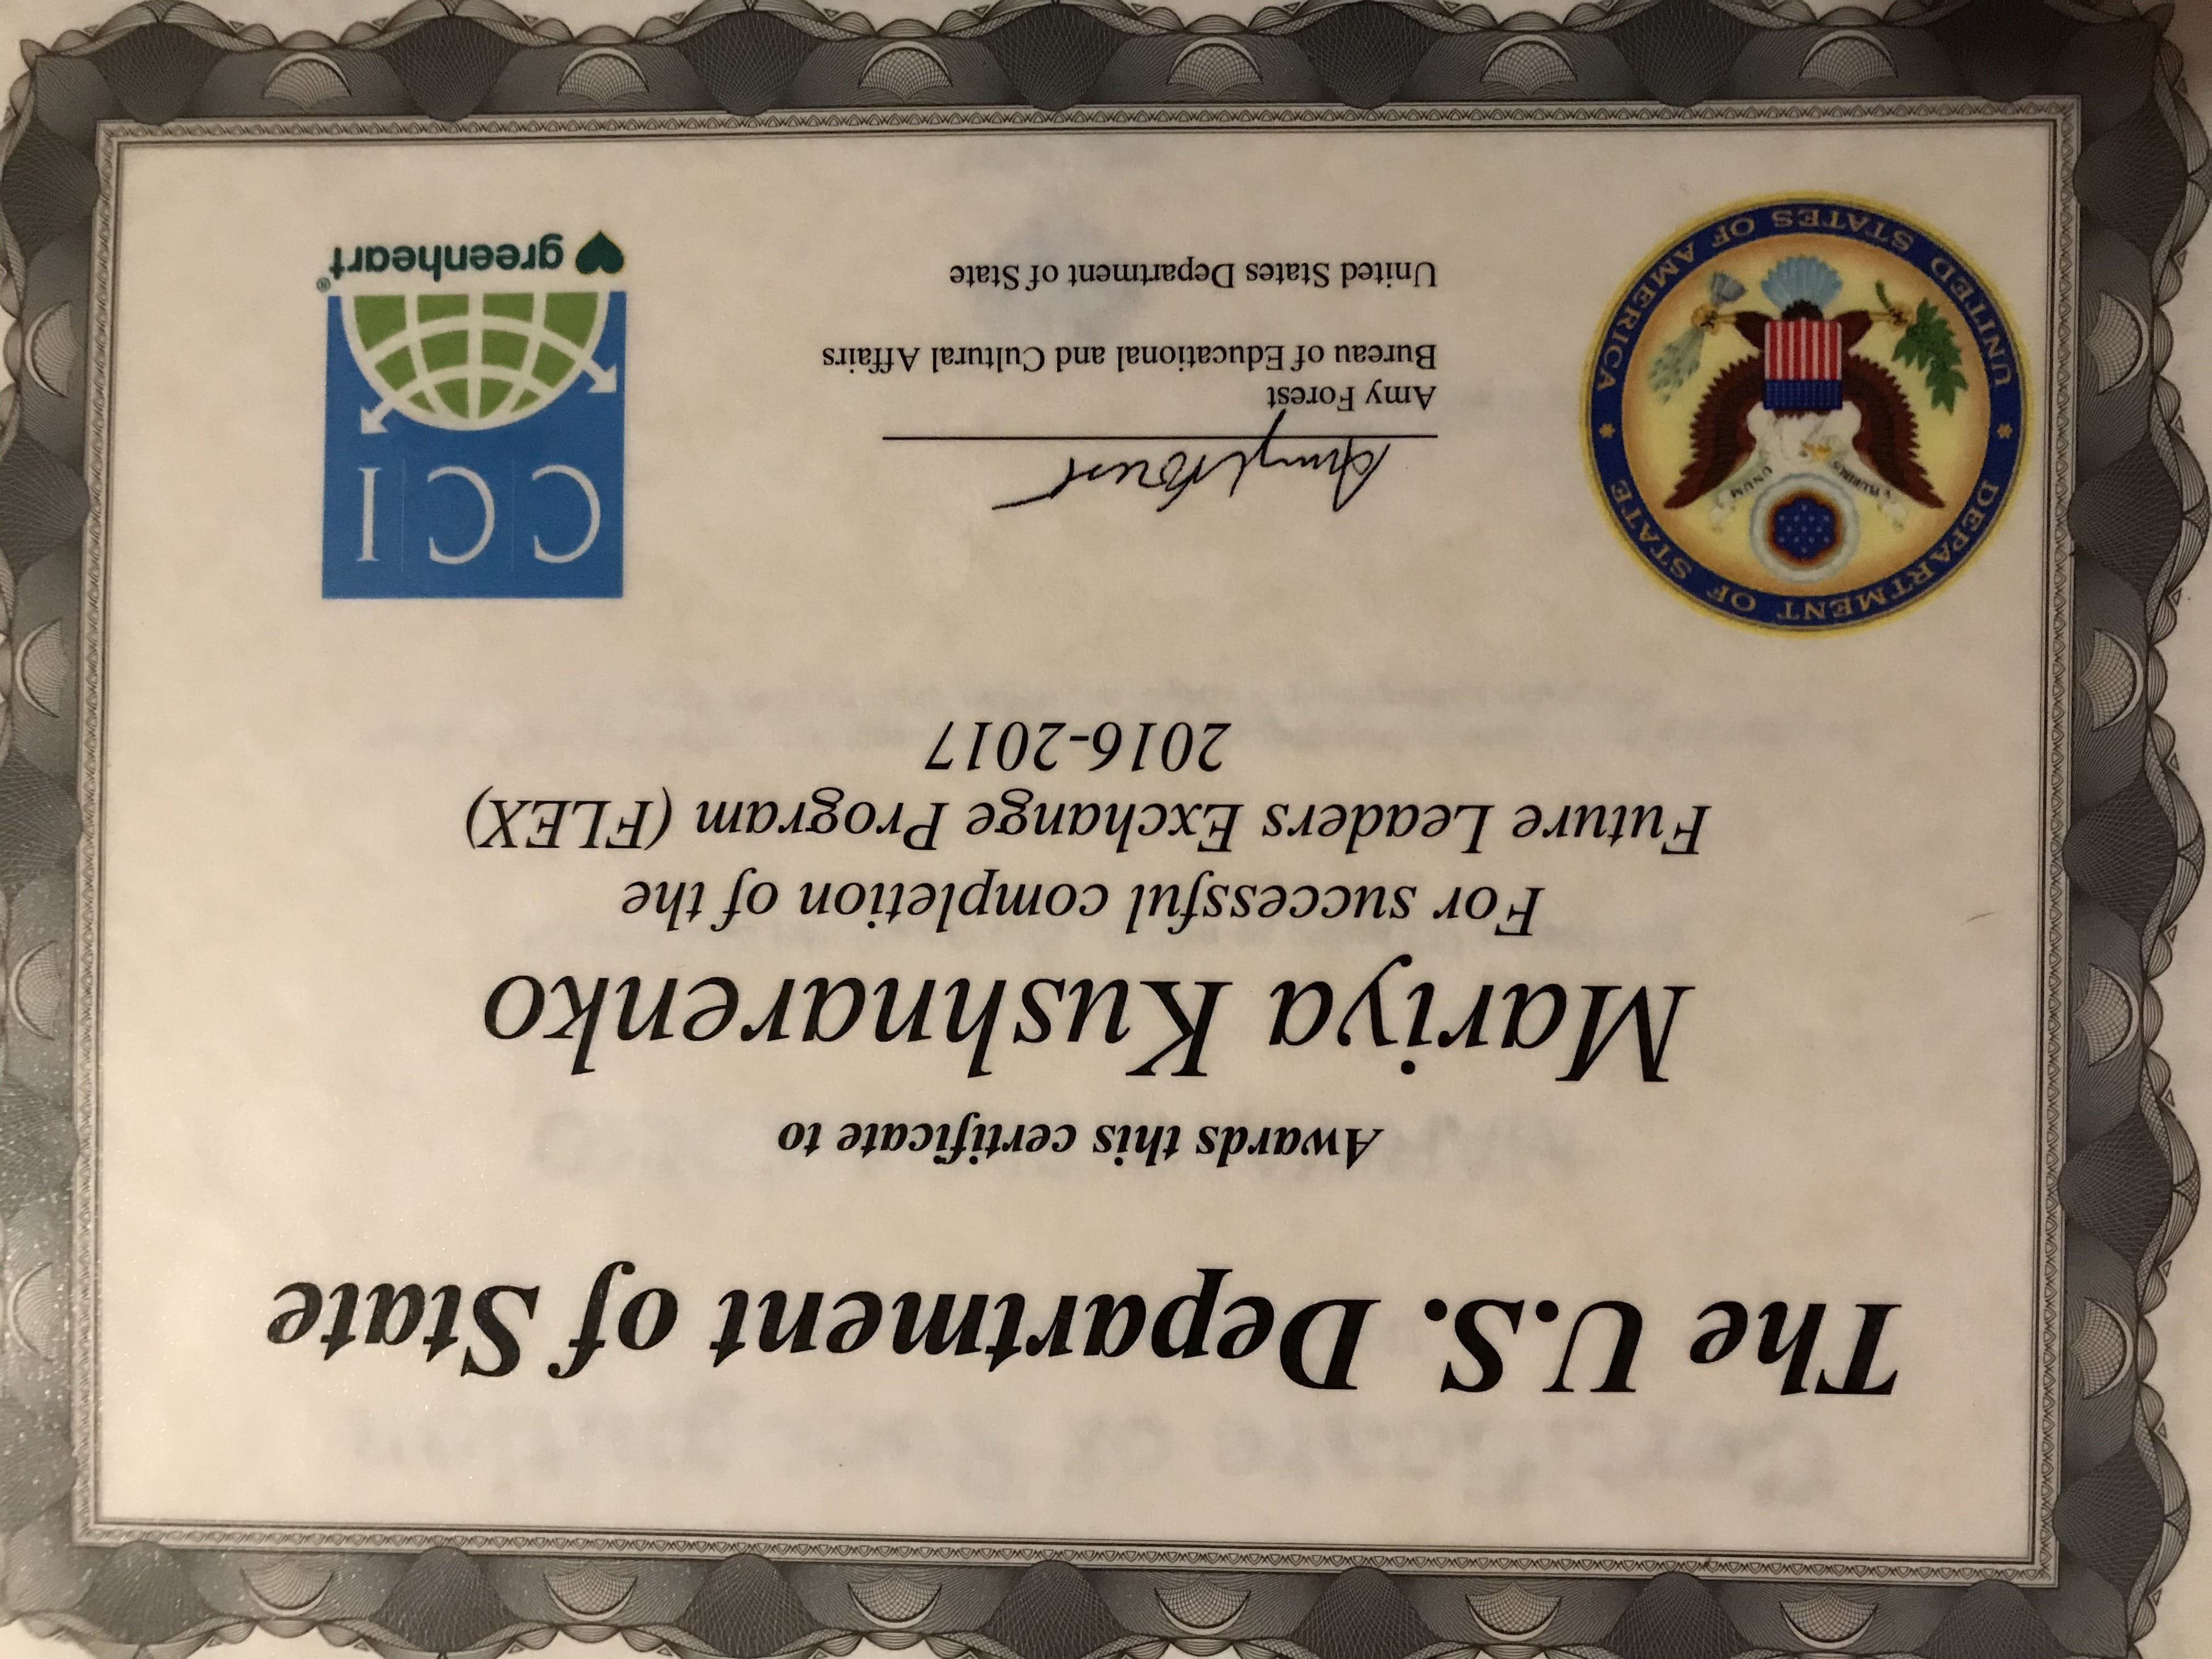 The U.S. Department of State
Awards this certificate to
Mariya Kushnarenko
For successful completion of the
Future Leaders Exchange Program (FLEX)
2016-2017
DEPARTMENT OF STATE
UNITED STATES OF AMERICA
PLURIBUS
UNUM
Amy Forest
Bureau of Educational and Cultural Affairs
United States Department of State
CCI
greenheart®